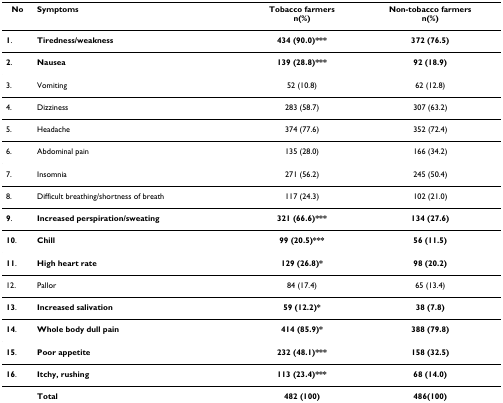 No Symptoms Tobacco farmers n(%) Non-tobacco farmers n(%)
1. Tiredness/weakness 434 (90.0)*** 372 (76.5)
2. Nausea 139 (28.8)*** 92 (18.9)
3. Vomiting 52 (10.8) 62 (12.8)
4. Dizziness 283 (58.7) 307 (63.2)
5. Headache 374 (77.6) 352 (72.4)
6. Abdominal pain 135 (28.0) 166 (34.2)
7. Insomnia 271 (56.2) 245 (50.4)
8. Difficult breathing/shortness of breath 117 (24.3) 102 (21.0)
9. Increased perspiration/sweating 321 (66.6)*** 134 (27.6)
10. Chill 99 (20.5)*** 56 (11.5)
11. High heart rate 129 (26.8)* 98 (20.2)
12. Pallor 84 (17.4) 65 (13.4)
13. Increased salivation 59 (12.2)* 38 (7.8)
14. Whole body dull pain 414 (85.9)* 388 (79.8)
15. Poor appetite 232 (48.1)*** 158 (32.5)
16. Itchy, rushing 113 (23.4)*** 68 (14.0)
Total 482 (100) 486(100)